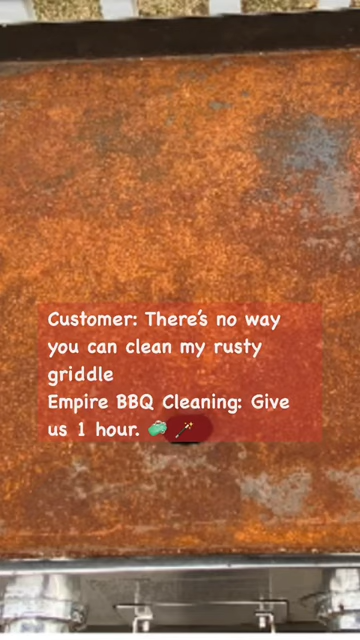 Customer: There's no way
you can clean my rusty
griddle
Empire BBQ Cleaning: Give
us 1 hour. 🧼 🪄